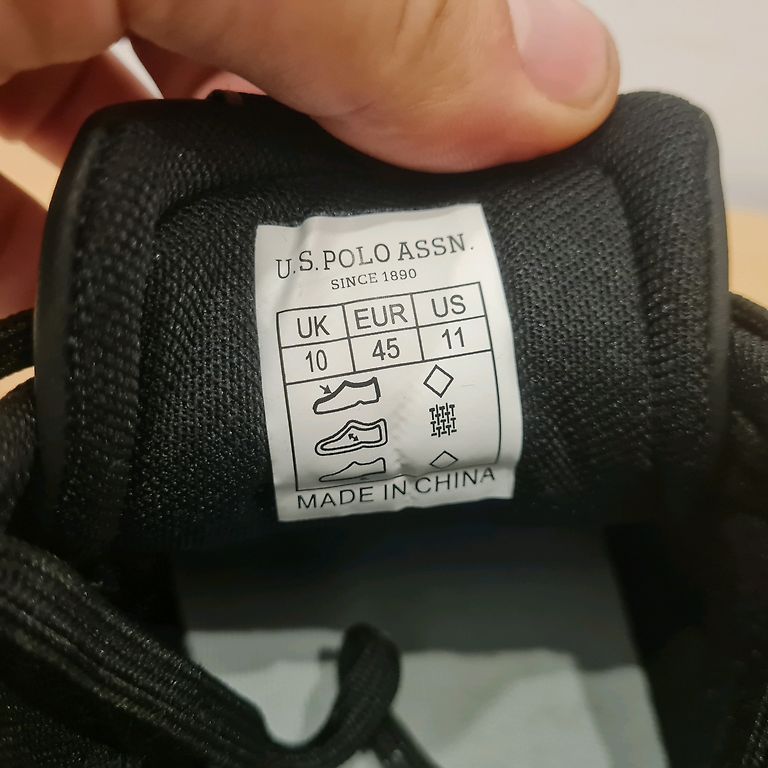 U.S. POLO ASSN.
SINCE 1890
UK EUR US
10 45 11
MADE IN CHINA